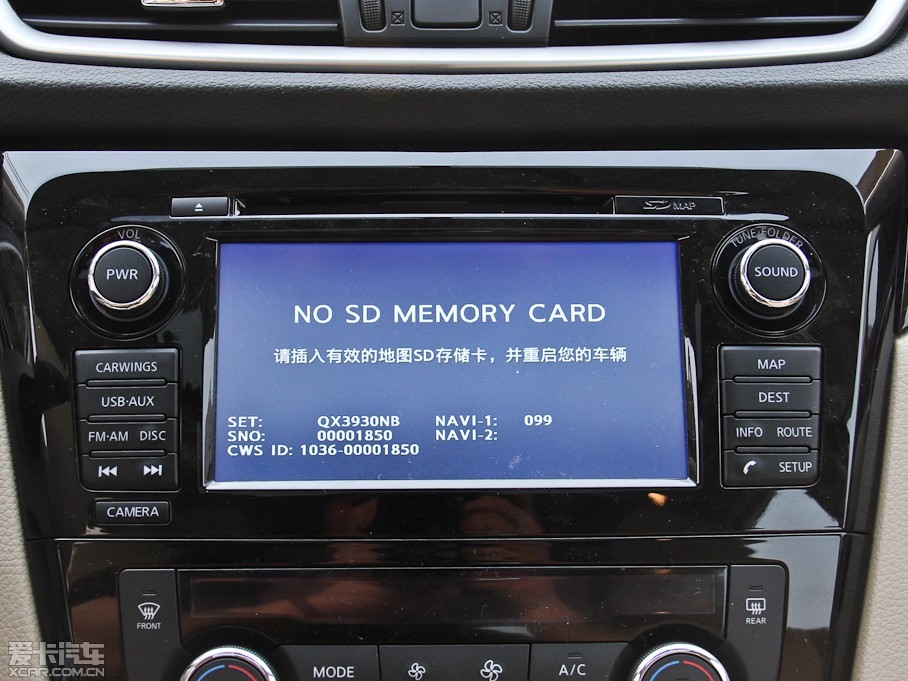 SD MAP
VOL
PWR
TUNE·FOLDER
SOUND
NO SD MEMORY CARD
请插入有效的地图SD存储卡，并重启您的车辆
SET: QX3930NB NAVI-1: 099
SNO: 00001850 NAVI-2:
CWS ID: 1036-00001850
CARWINGS
USB·AUX
FM·AM DISC
CAMERA
MAP
DEST
INFO ROUTE
SETUP
FRONT
REAR
MODE
A/C
爱卡汽车
XCAR.COM.CN